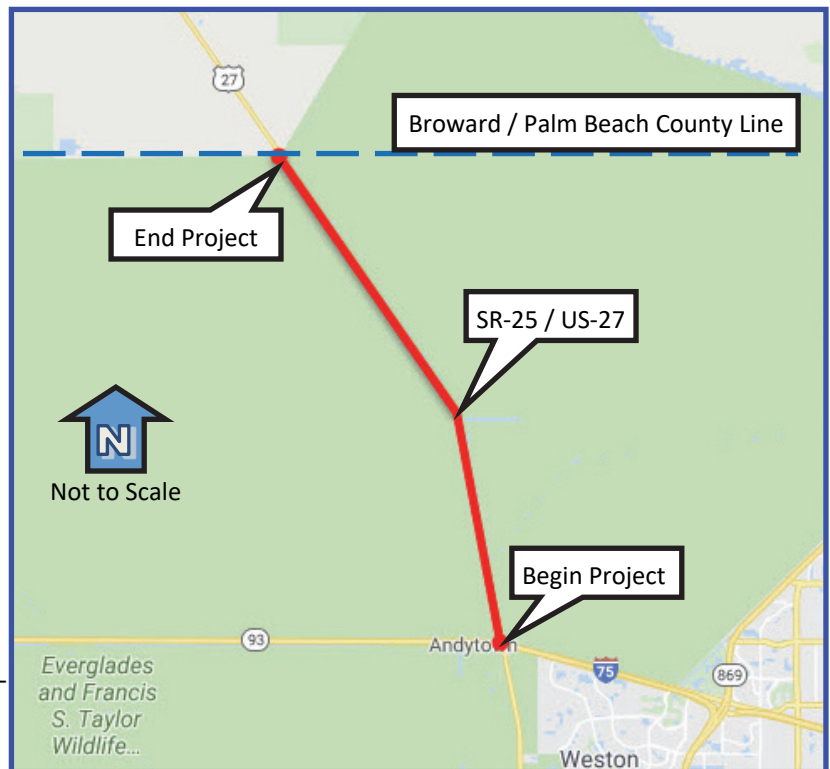 27
Broward / Palm Beach County Line
End Project
SR-25 / US-27
N
Not to Scale
Begin Project
93
Andytown
75
869
Everglades
and Francis
S. Taylor
Wildlife...
Weston